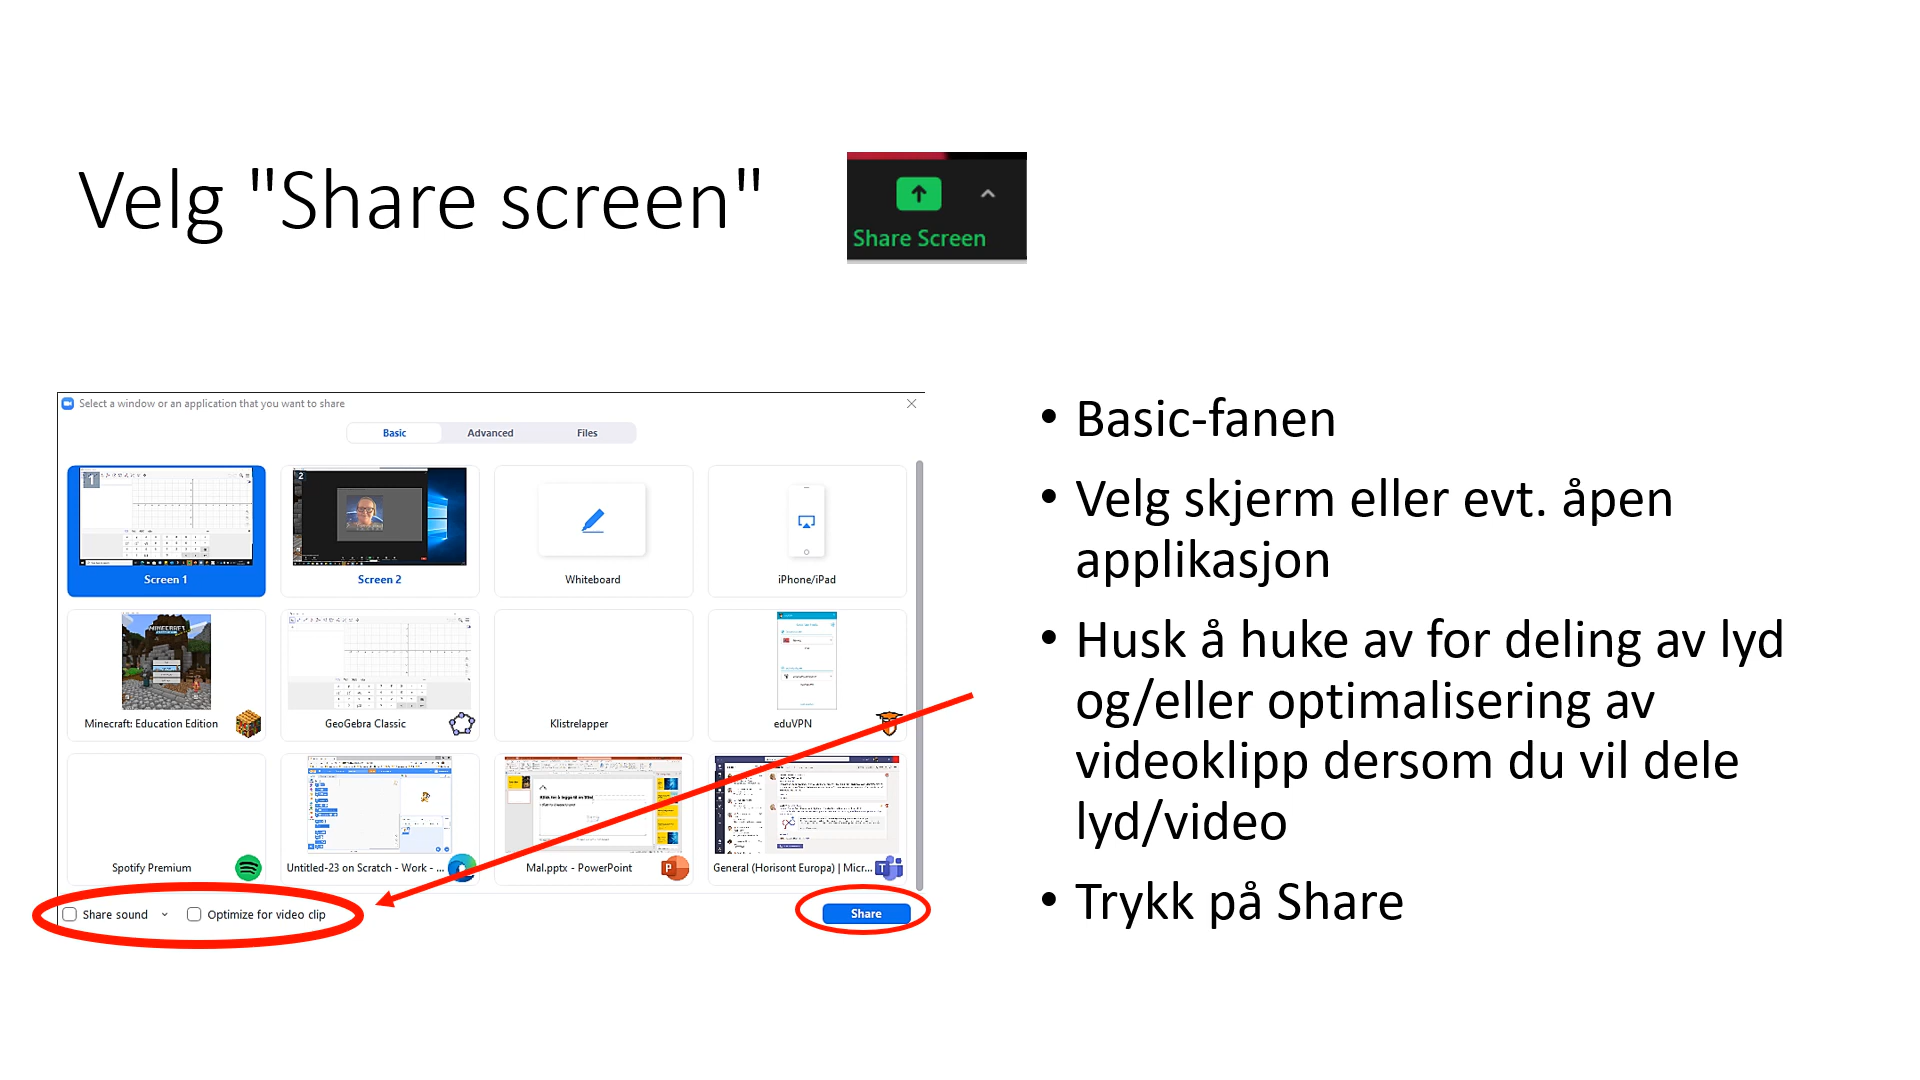 Velg "Share screen"
Share Screen
Select a window or an application that you want to share
Basic
Advanced
Files
1
Screen 1
2
Screen 2
Whiteboard
iPhone/iPad
MINECRAFT
Minecraft: Education Edition
GeoGebra Classic
Klistrelapper
eduVPN
Spotify Premium
Untitled-23 on Scratch - Work - ...
Mal.pptx - PowerPoint
General (Horisont Europa) | Micr...
Share sound
Optimize for video clip
Share
• Basic-fanen
• Velg skjerm eller evt. åpen
applikasjon
• Husk å huke av for deling av lyd
og/eller optimalisering av
videoklipp dersom du vil dele
lyd/video
• Trykk på Share